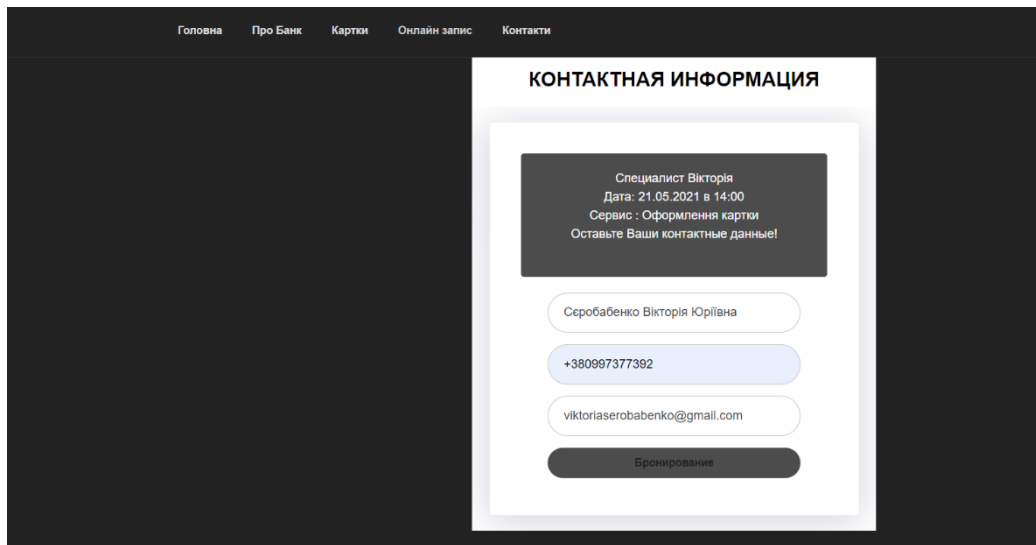 Головна Про Банк Картки Онлайн запис Контакти
КОНТАКТНАЯ ИНФОРМАЦИЯ
Специалист Вікторія
Дата: 21.05.2021 в 14:00
Сервис : Оформлення картки
Оставьте Ваши контактные данные!
Сєробабенко Вікторія Юріївна
+380997377392
viktoriaserobabenko@gmail.com
Бронирование